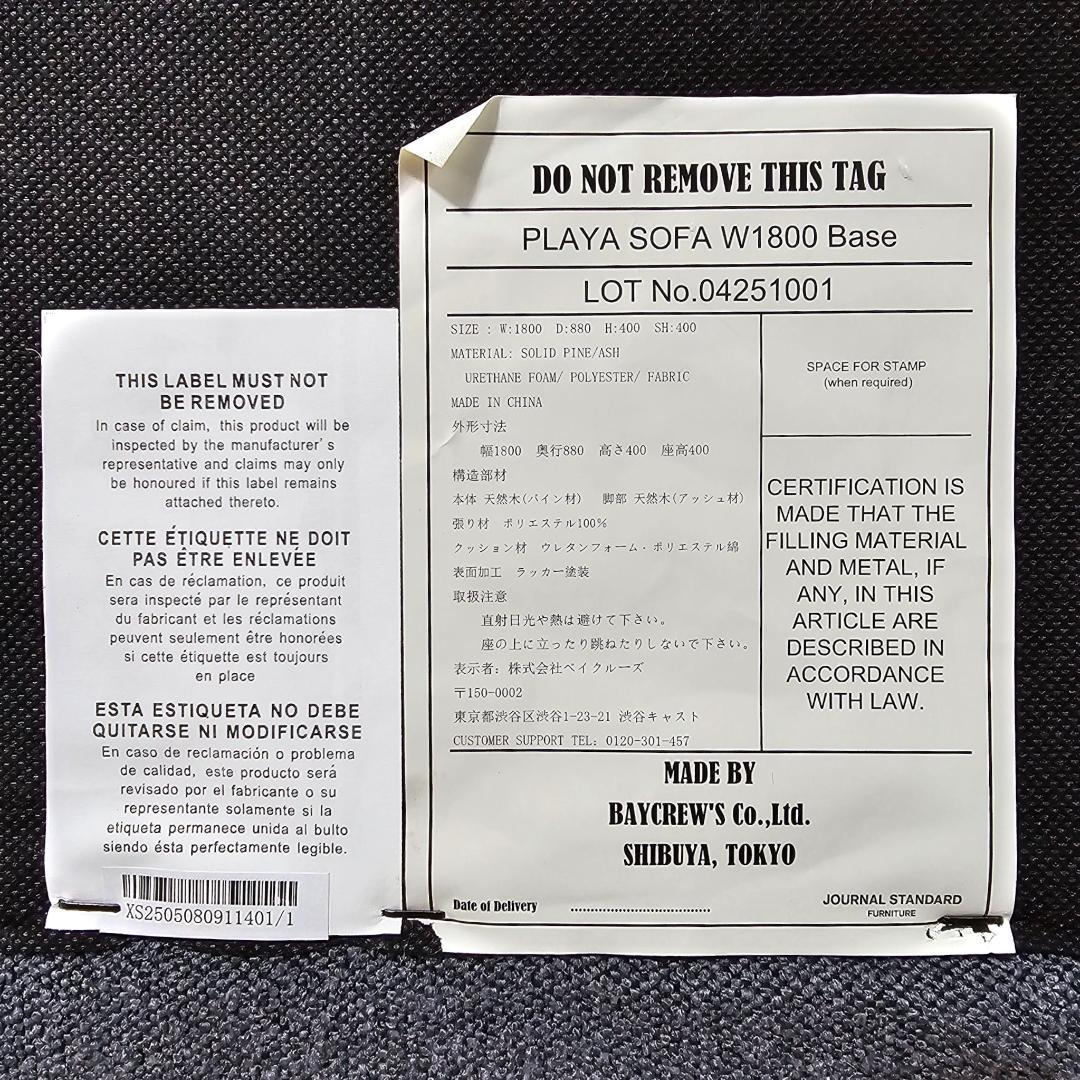 THIS LABEL MUST NOT
BE REMOVED
In case of claim, this product will be
inspected by the manufacturer's
representative and claims may only
be honoured if this label remains
attached thereto.
CETTE ÉTIQUETTE NE DOIT
PAS ÉTRE ENLEVÉE
En cas de réclamation, ce produit
sera inspecté par le représentant
du fabricant et les réclamations
peuvent seulement être honorées
si cette étiquette est toujours
en place
ESTA ESTIQUETA NO DEBE
QUITARSE NI MODIFICARSE
En caso de reclamación o problema
de calidad, este producto será
revisado por el fabricante o su
representante solamente si la
etiqueta permanece unida al bulto
siendo ésta perfectamente legible.
XS2505080911401/1
DO NOT REMOVE THIS TAG
PLAYA SOFA W1800 Base
LOT No.04251001
SIZE : W:1800 D:880 H:400 SH:400
MATERIAL: SOLID PINE/ASH
URETHANE FOAM/ POLYESTER/ FABRIC
MADE IN CHINA
外形寸法
幅1800 奥行880 高さ400 座高400
構造部材
本体 天然木(パイン材) 脚部 天然木(アッシュ材)
張り材 ポリエステル100%
クッション材 ウレタンフォーム・ポリエステル綿
表面加工 ラッカー塗装
取扱注意
直射日光や熱は避けて下さい。
座の上に立ったり跳ねたりしないで下さい。
表示者: 株式会社ベイクルーズ
〒150-0002
東京都渋谷区渋谷1-23-21 渋谷キャスト
CUSTOMER SUPPORT TEL: 0120-301-457
SPACE FOR STAMP
(when required)
CERTIFICATION IS
MADE THAT THE
FILLING MATERIAL
AND METAL, IF
ANY, IN THIS
ARTICLE ARE
DESCRIBED IN
ACCORDANCE
WITH LAW.
MADE BY
BAYCREW'S Co.,Ltd.
SHIBUYA, TOKYO
Date of Delivery ....................................
JOURNAL STANDARD
FURNITURE